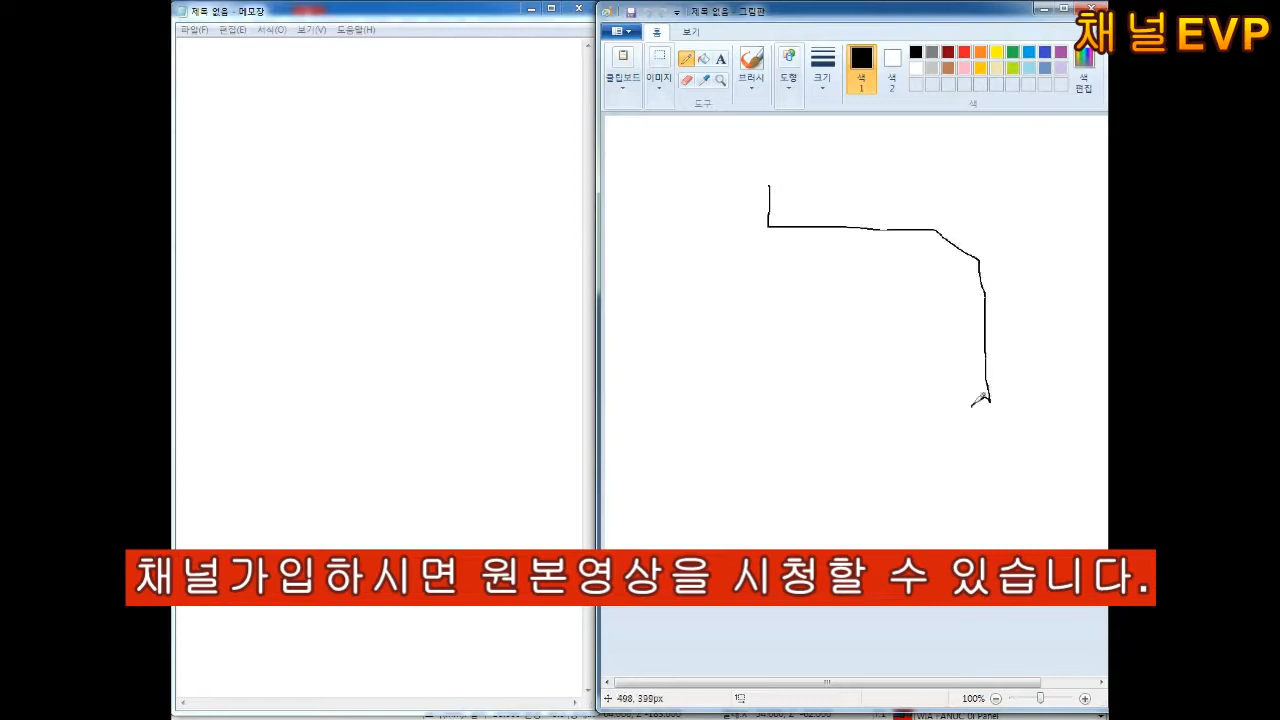 제목 없음 - 메모장
파일(F) 편집(E) 서식(O) 보기(V) 도움말(H)
제목 없음 - 그림판
홈 보기
클립보드 이미지 도구 브러시 도형 크기 색 1 색 2 색 색 편집
채널EVP
채널가입하시면 원본영상을 시청할 수 있습니다.
498, 399px
100%
WIA FANUC 0i Panel